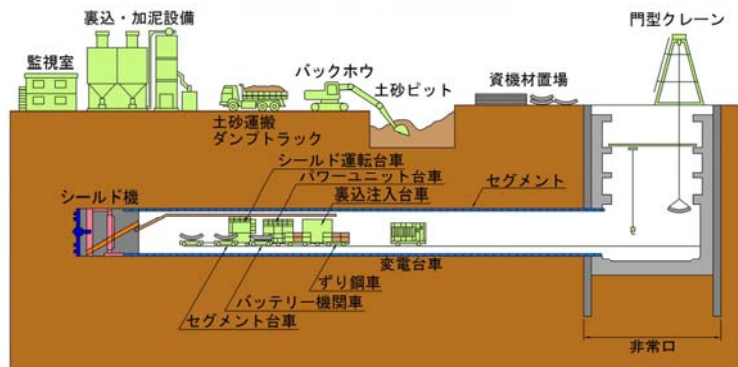 裏込・加泥設備
門型クレーン
監視室
バックホウ
土砂ピット
資機材置場
土砂運搬
ダンプトラック
シールド運転台車
パワーユニット台車
シールド機
裏込注入台車
セグメント
変電台車
ずり鋼車
バッテリー機関車
セグメント台車
非常口